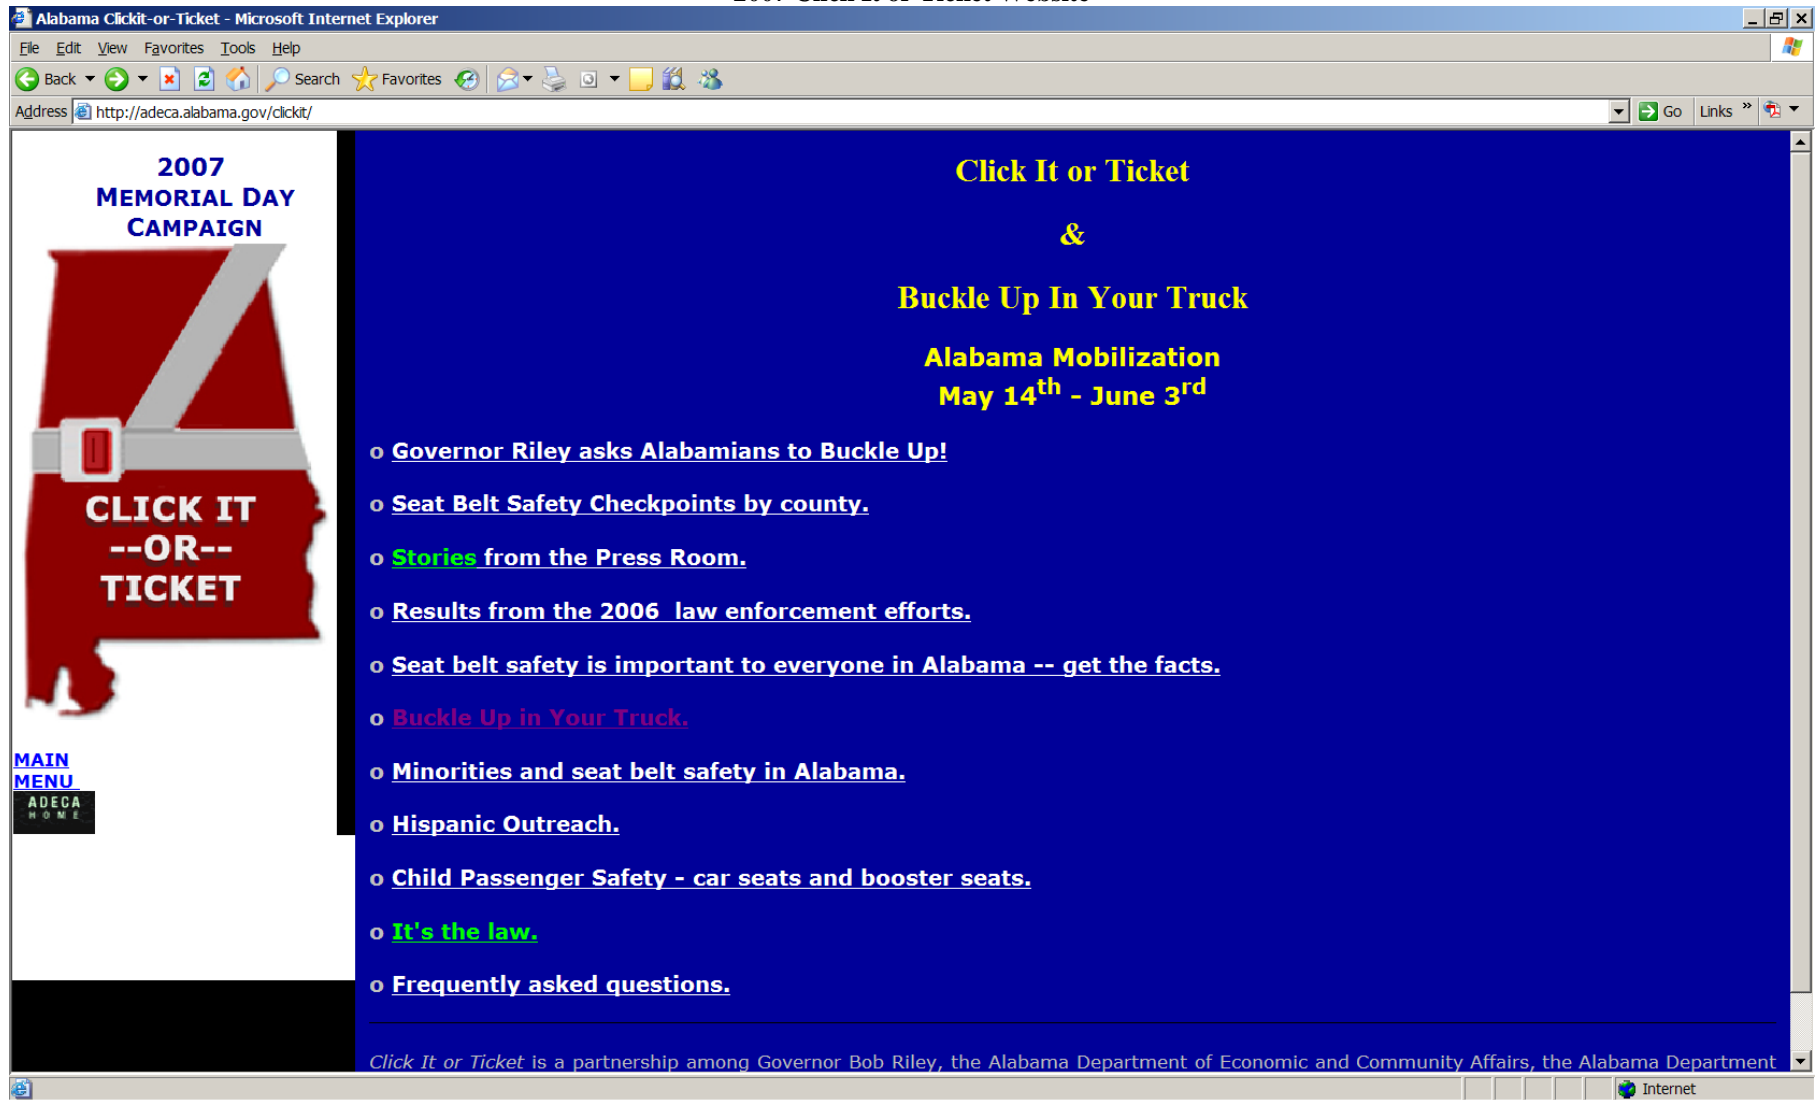 2007 Click It or Ticket Website
Alabama Clickit-or-Ticket - Microsoft Internet Explorer
File Edit View Favorites Tools Help
Back Search Favorites
Address http://adeca.alabama.gov/clickit/ Go Links »
2007
MEMORIAL DAY
CAMPAIGN
CLICK IT
--OR--
TICKET
MAIN
MENU
ADECA
HOME
Click It or Ticket
&
Buckle Up In Your Truck
Alabama Mobilization
May 14th - June 3rd
o Governor Riley asks Alabamians to Buckle Up!
o Seat Belt Safety Checkpoints by county.
o Stories from the Press Room.
o Results from the 2006 law enforcement efforts.
o Seat belt safety is important to everyone in Alabama -- get the facts.
o Buckle Up in Your Truck.
o Minorities and seat belt safety in Alabama.
o Hispanic Outreach.
o Child Passenger Safety - car seats and booster seats.
o It's the law.
o Frequently asked questions.
Click It or Ticket is a partnership among Governor Bob Riley, the Alabama Department of Economic and Community Affairs, the Alabama Department
Internet